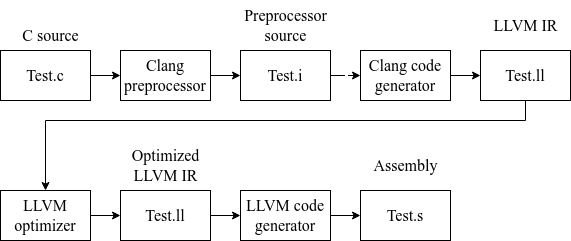 C source
Preprocessor
source
LLVM IR
Test.c
Clang
preprocessor
Test.i
Clang code
generator
Test.ll
Optimized
LLVM IR
Assembly
LLVM
optimizer
Test.ll
LLVM code
generator
Test.s